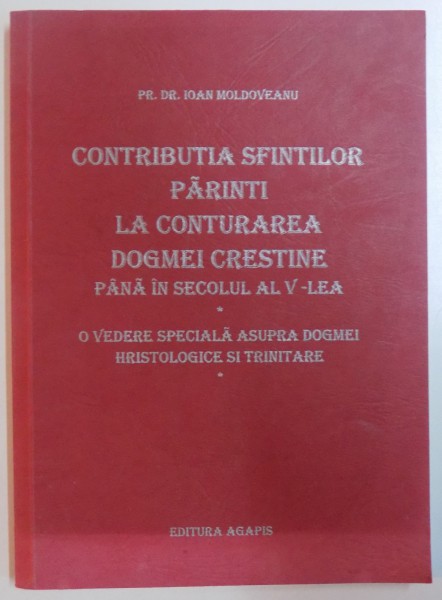 PR. DR. IOAN MOLDOVEANU
CONTRIBUTIA SFINTILOR
PĂRINTI
LA CONTURAREA
DOGMEI CRESTINE
PÂNĂ ÎN SECOLUL AL V -LEA
*
O VEDERE SPECIALĂ ASUPRA DOGMEI
HRISTOLOGICE SI TRINITARE
*
EDITURA AGAPIS